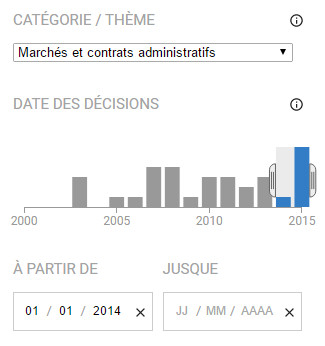 CATÉGORIE / THÈME
Marchés et contrats administratifs
DATE DES DÉCISIONS
2000 2005 2010 2015
À PARTIR DE JUSQUE
01 / 01 / 2014 JJ / MM / AAAA